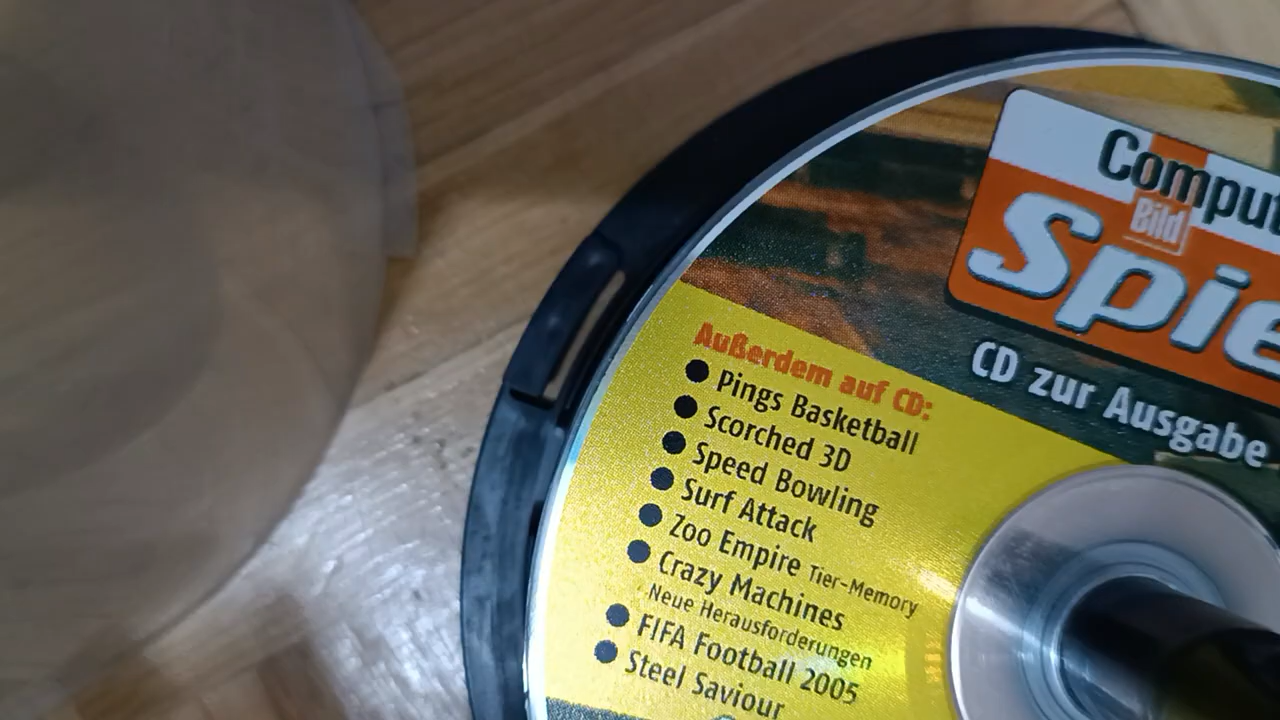 Comput
Bild
Spie
CD zur Ausgabe
Außerdem auf CD:
Pings Basketball
Scorched 3D
Speed Bowling
Surf Attack
Zoo Empire Tier-Memory
Crazy Machines
Neue Herausforderungen
FIFA Football 2005
Steel Saviour